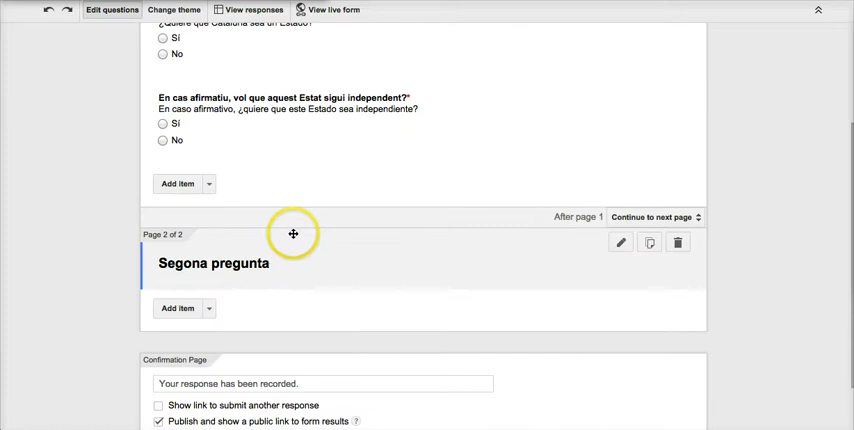 Edit questions Change theme View responses View live form
¿Quiere que Cataluña sea un Estado?
Sí
No
En cas afirmatiu, vol que aquest Estat sigui independent?*
En caso afirmativo, ¿quiere que este Estado sea independiente?
Sí
No
Add item
After page 1 Continue to next page
Page 2 of 2
Segona pregunta
Add item
Confirmation Page
Your response has been recorded.
Show link to submit another response
Publish and show a public link to form results ?